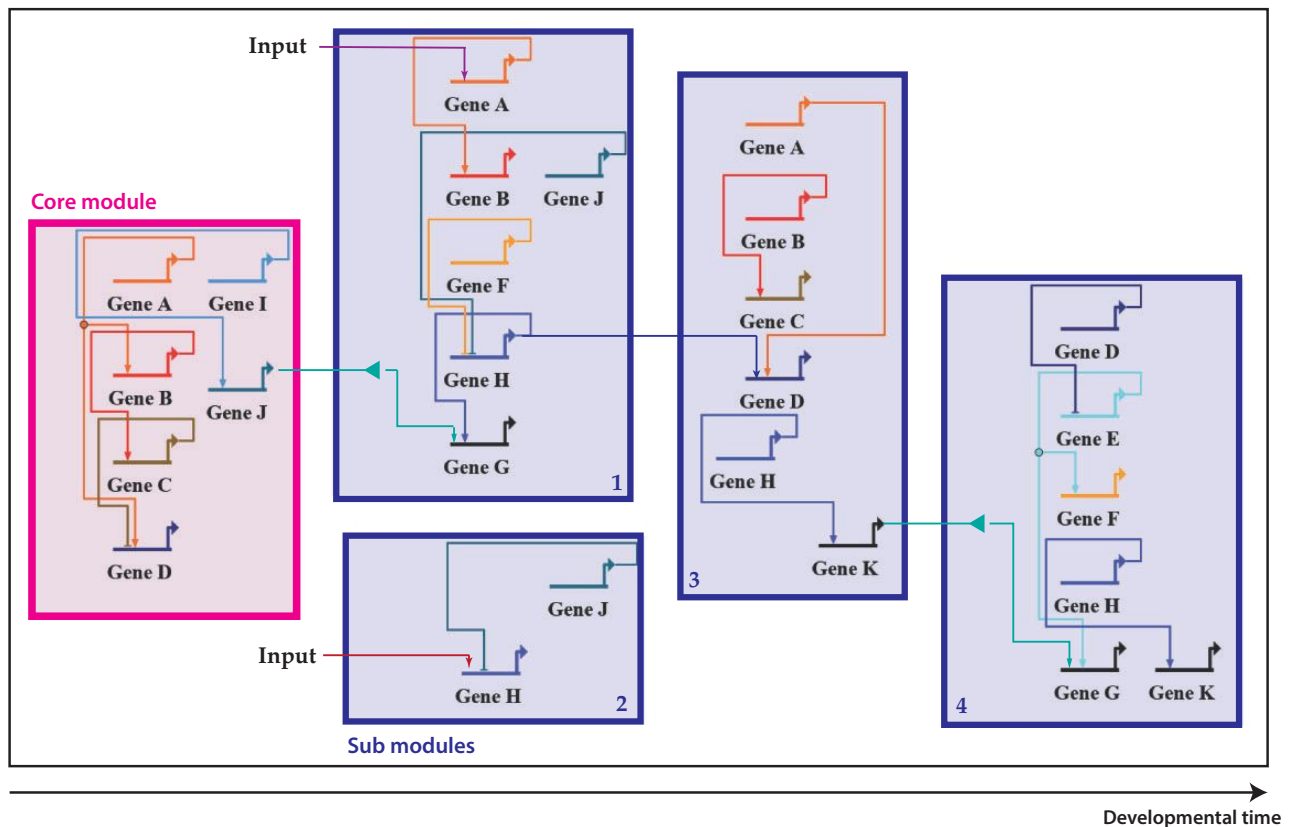 Core module
Gene A
Gene I
Gene B
Gene J
Gene C
Gene D
Input
Gene A
Gene B
Gene J
Gene F
Gene H
Gene G
1
Input
Gene J
Gene H
2
Sub modules
Gene A
Gene B
Gene C
Gene D
Gene H
Gene K
3
Gene D
Gene E
Gene F
Gene H
Gene G
Gene K
4
Developmental time